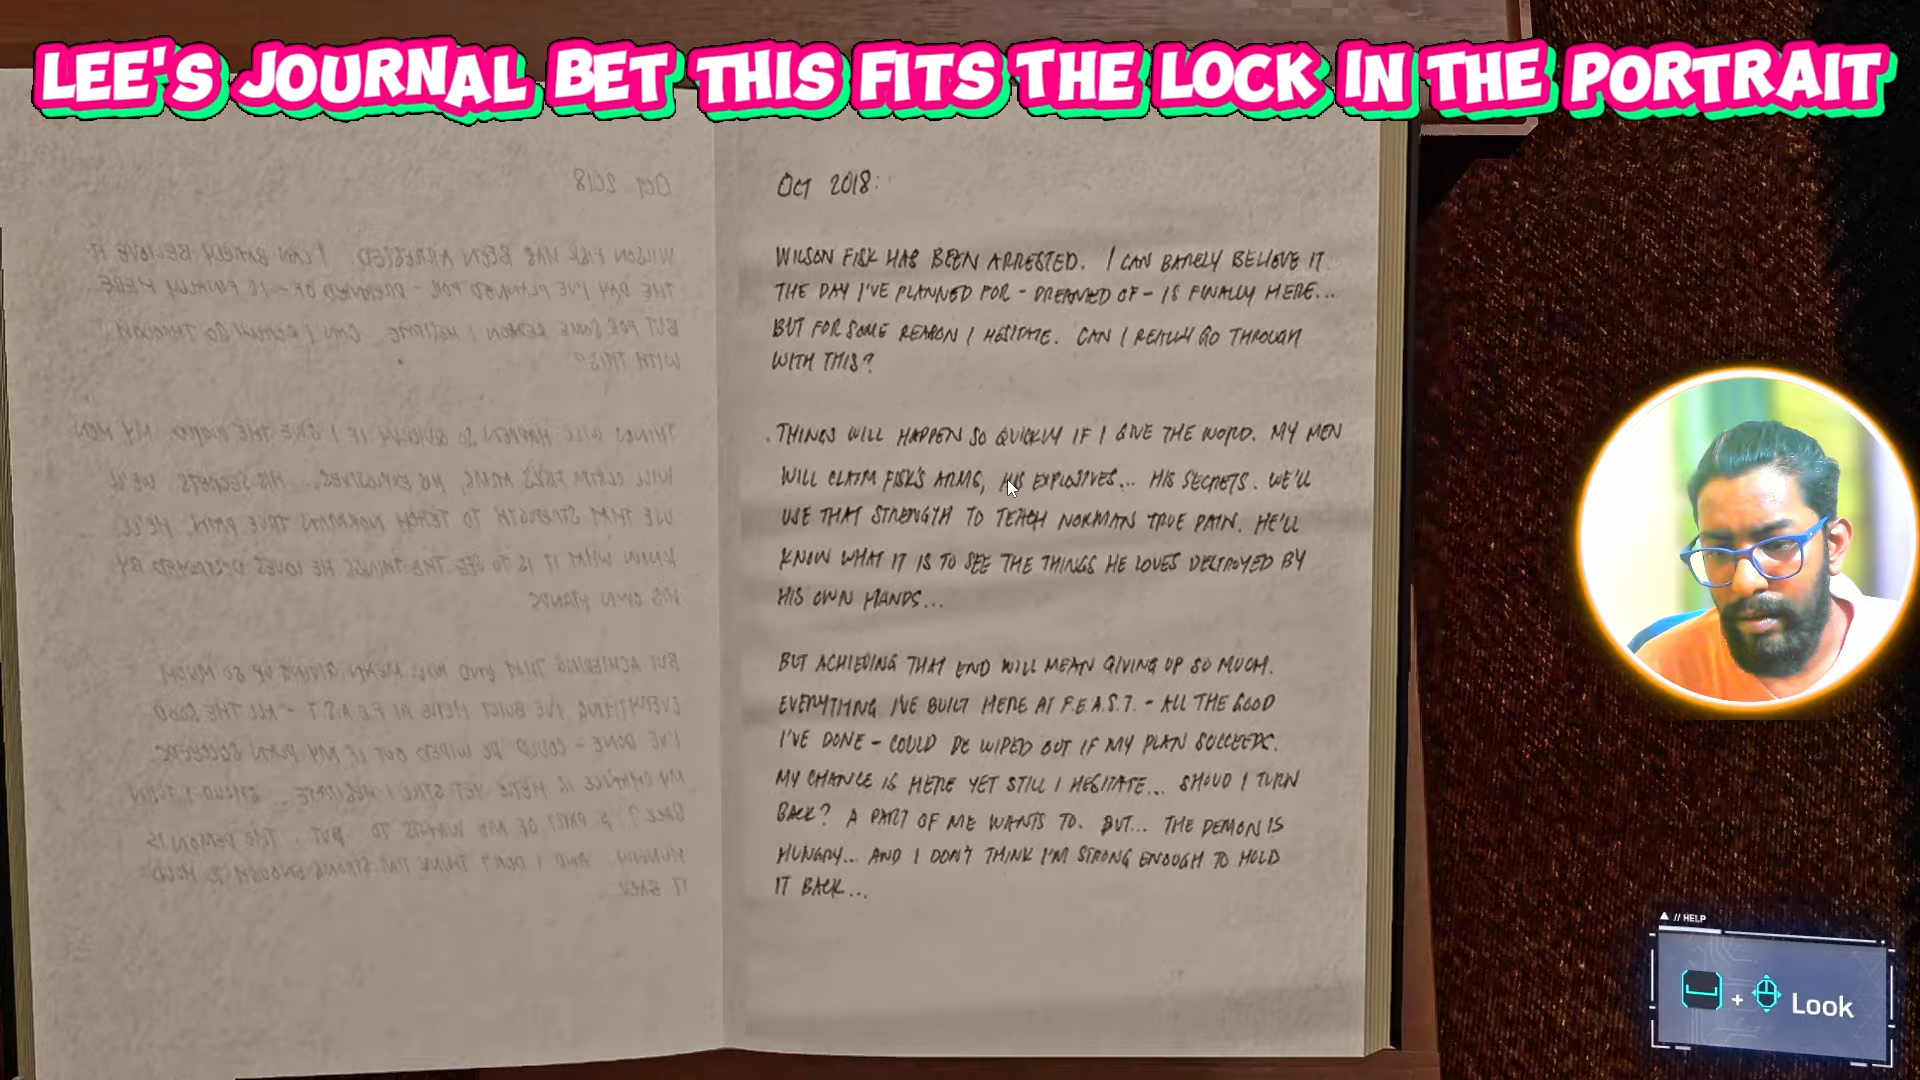 LEE'S JOURNAL BET THIS FITS THE LOCK IN THE PORTRAIT
OCT 2018:
WILSON FISK HAS BEEN ARRESTED. I CAN BARELY BELIEVE IT.
THE DAY I'VE PLANNED FOR - DREAMED OF - IS FINALLY HERE...
BUT FOR SOME REASON I HESITATE. CAN I REALLY GO THROUGH
WITH THIS?
THINGS WILL HAPPEN SO QUICKLY IF I GIVE THE WORD. MY MEN
WILL CLAIM FISK'S ARMS, HIS EXPLOSIVES... HIS SECRETS. WE'LL
USE THAT STRENGTH TO TEACH NORMAN TRUE PAIN. HE'LL
KNOW WHAT IT IS TO SEE THE THINGS HE LOVES DESTROYED BY
HIS OWN HANDS...
BUT ACHIEVING THAT END WILL MEAN GIVING UP SO MUCH.
EVERYTHING I'VE BUILT HERE AT F.E.A.S.T. - ALL THE GOOD
I'VE DONE - COULD BE WIPED OUT IF MY PLAN SUCCEEDS.
MY CHANCE IS HERE YET STILL I HESITATE... SHOUD I TURN
BACK? A PART OF ME WANTS TO. BUT... THE DEMON IS
HUNGRY... AND I DON'T THINK I'M STRONG ENOUGH TO HOLD
IT BACK...
// HELP
+ Look